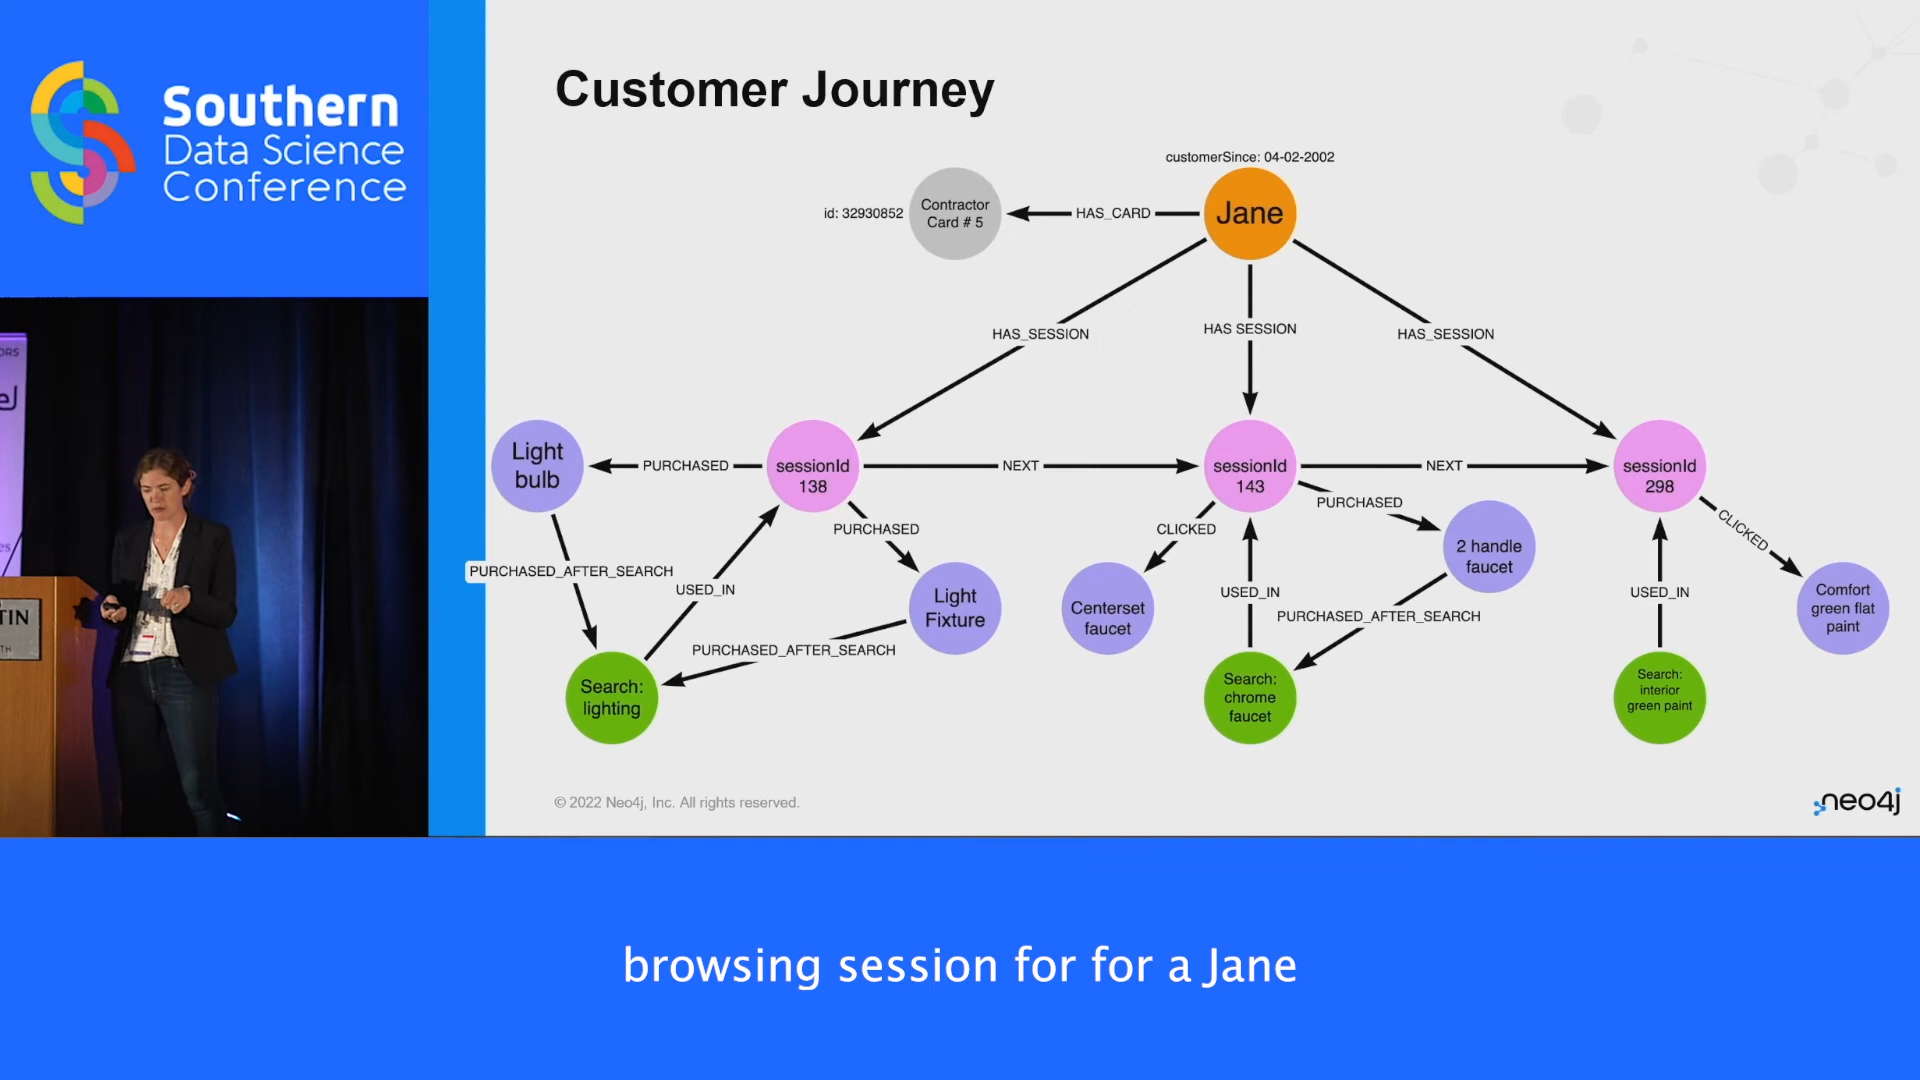 Southern
Data Science
Conference
Customer Journey
customerSince: 04-02-2002
id: 32930852
Contractor
Card # 5
HAS_CARD
Jane
HAS_SESSION
HAS SESSION
HAS_SESSION
Light
bulb
PURCHASED
sessionId
138
NEXT
sessionId
143
NEXT
sessionId
298
PURCHASED
CLICKED
PURCHASED
CLICKED
2 handle
faucet
PURCHASED_AFTER_SEARCH
USED_IN
Light
Fixture
Centerset
faucet
USED_IN
PURCHASED_AFTER_SEARCH
USED_IN
Comfort
green flat
paint
PURCHASED_AFTER_SEARCH
Search:
lighting
Search:
chrome
faucet
Search:
interior
green paint
© 2022 Neo4j, Inc. All rights reserved.
neo4j
ORS
TIN
TH
browsing session for for a Jane